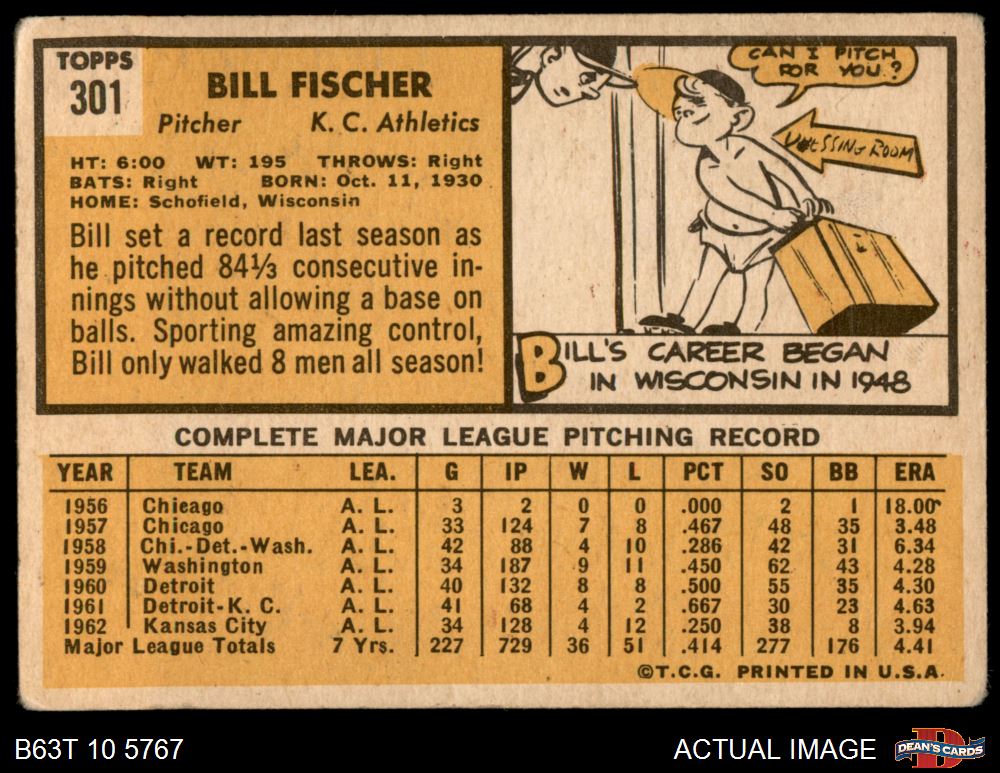 TOPPS
301
BILL FISCHER
Pitcher K. C. Athletics
HT: 6:00 WT: 195 THROWS: Right
BATS: Right BORN: Oct. 11, 1930
HOME: Schofield, Wisconsin
Bill set a record last season as
he pitched 84⅓ consecutive in-
nings without allowing a base on
balls. Sporting amazing control,
Bill only walked 8 men all season!
CAN I PITCH
FOR YOU?
ROOM
BILL'S CAREER BEGAN
IN WISCONSIN IN 1948
COMPLETE MAJOR LEAGUE PITCHING RECORD
YEAR TEAM LEA. G IP W L PCT SO BB ERA
1956 Chicago A. L. 3 2 0 0 .000 2 1 18.00
1957 Chicago A. L. 33 124 7 8 .467 48 35 3.48
1958 Chi.-Det.-Wash. A. L. 42 88 4 10 .286 42 31 6.34
1959 Washington A. L. 34 187 9 11 .450 62 43 4.28
1960 Detroit A. L. 40 132 8 8 .500 55 35 4.30
1961 Detroit-K. C. A. L. 41 68 4 2 .667 30 23 4.63
1962 Kansas City A. L. 34 128 4 12 .250 38 8 3.94
Major League Totals 7 Yrs. 227 729 36 51 .414 277 176 4.41
©T.C.G. PRINTED IN U.S.A.
B63T 10 5767
ACTUAL IMAGE
DEAN'S CARDS